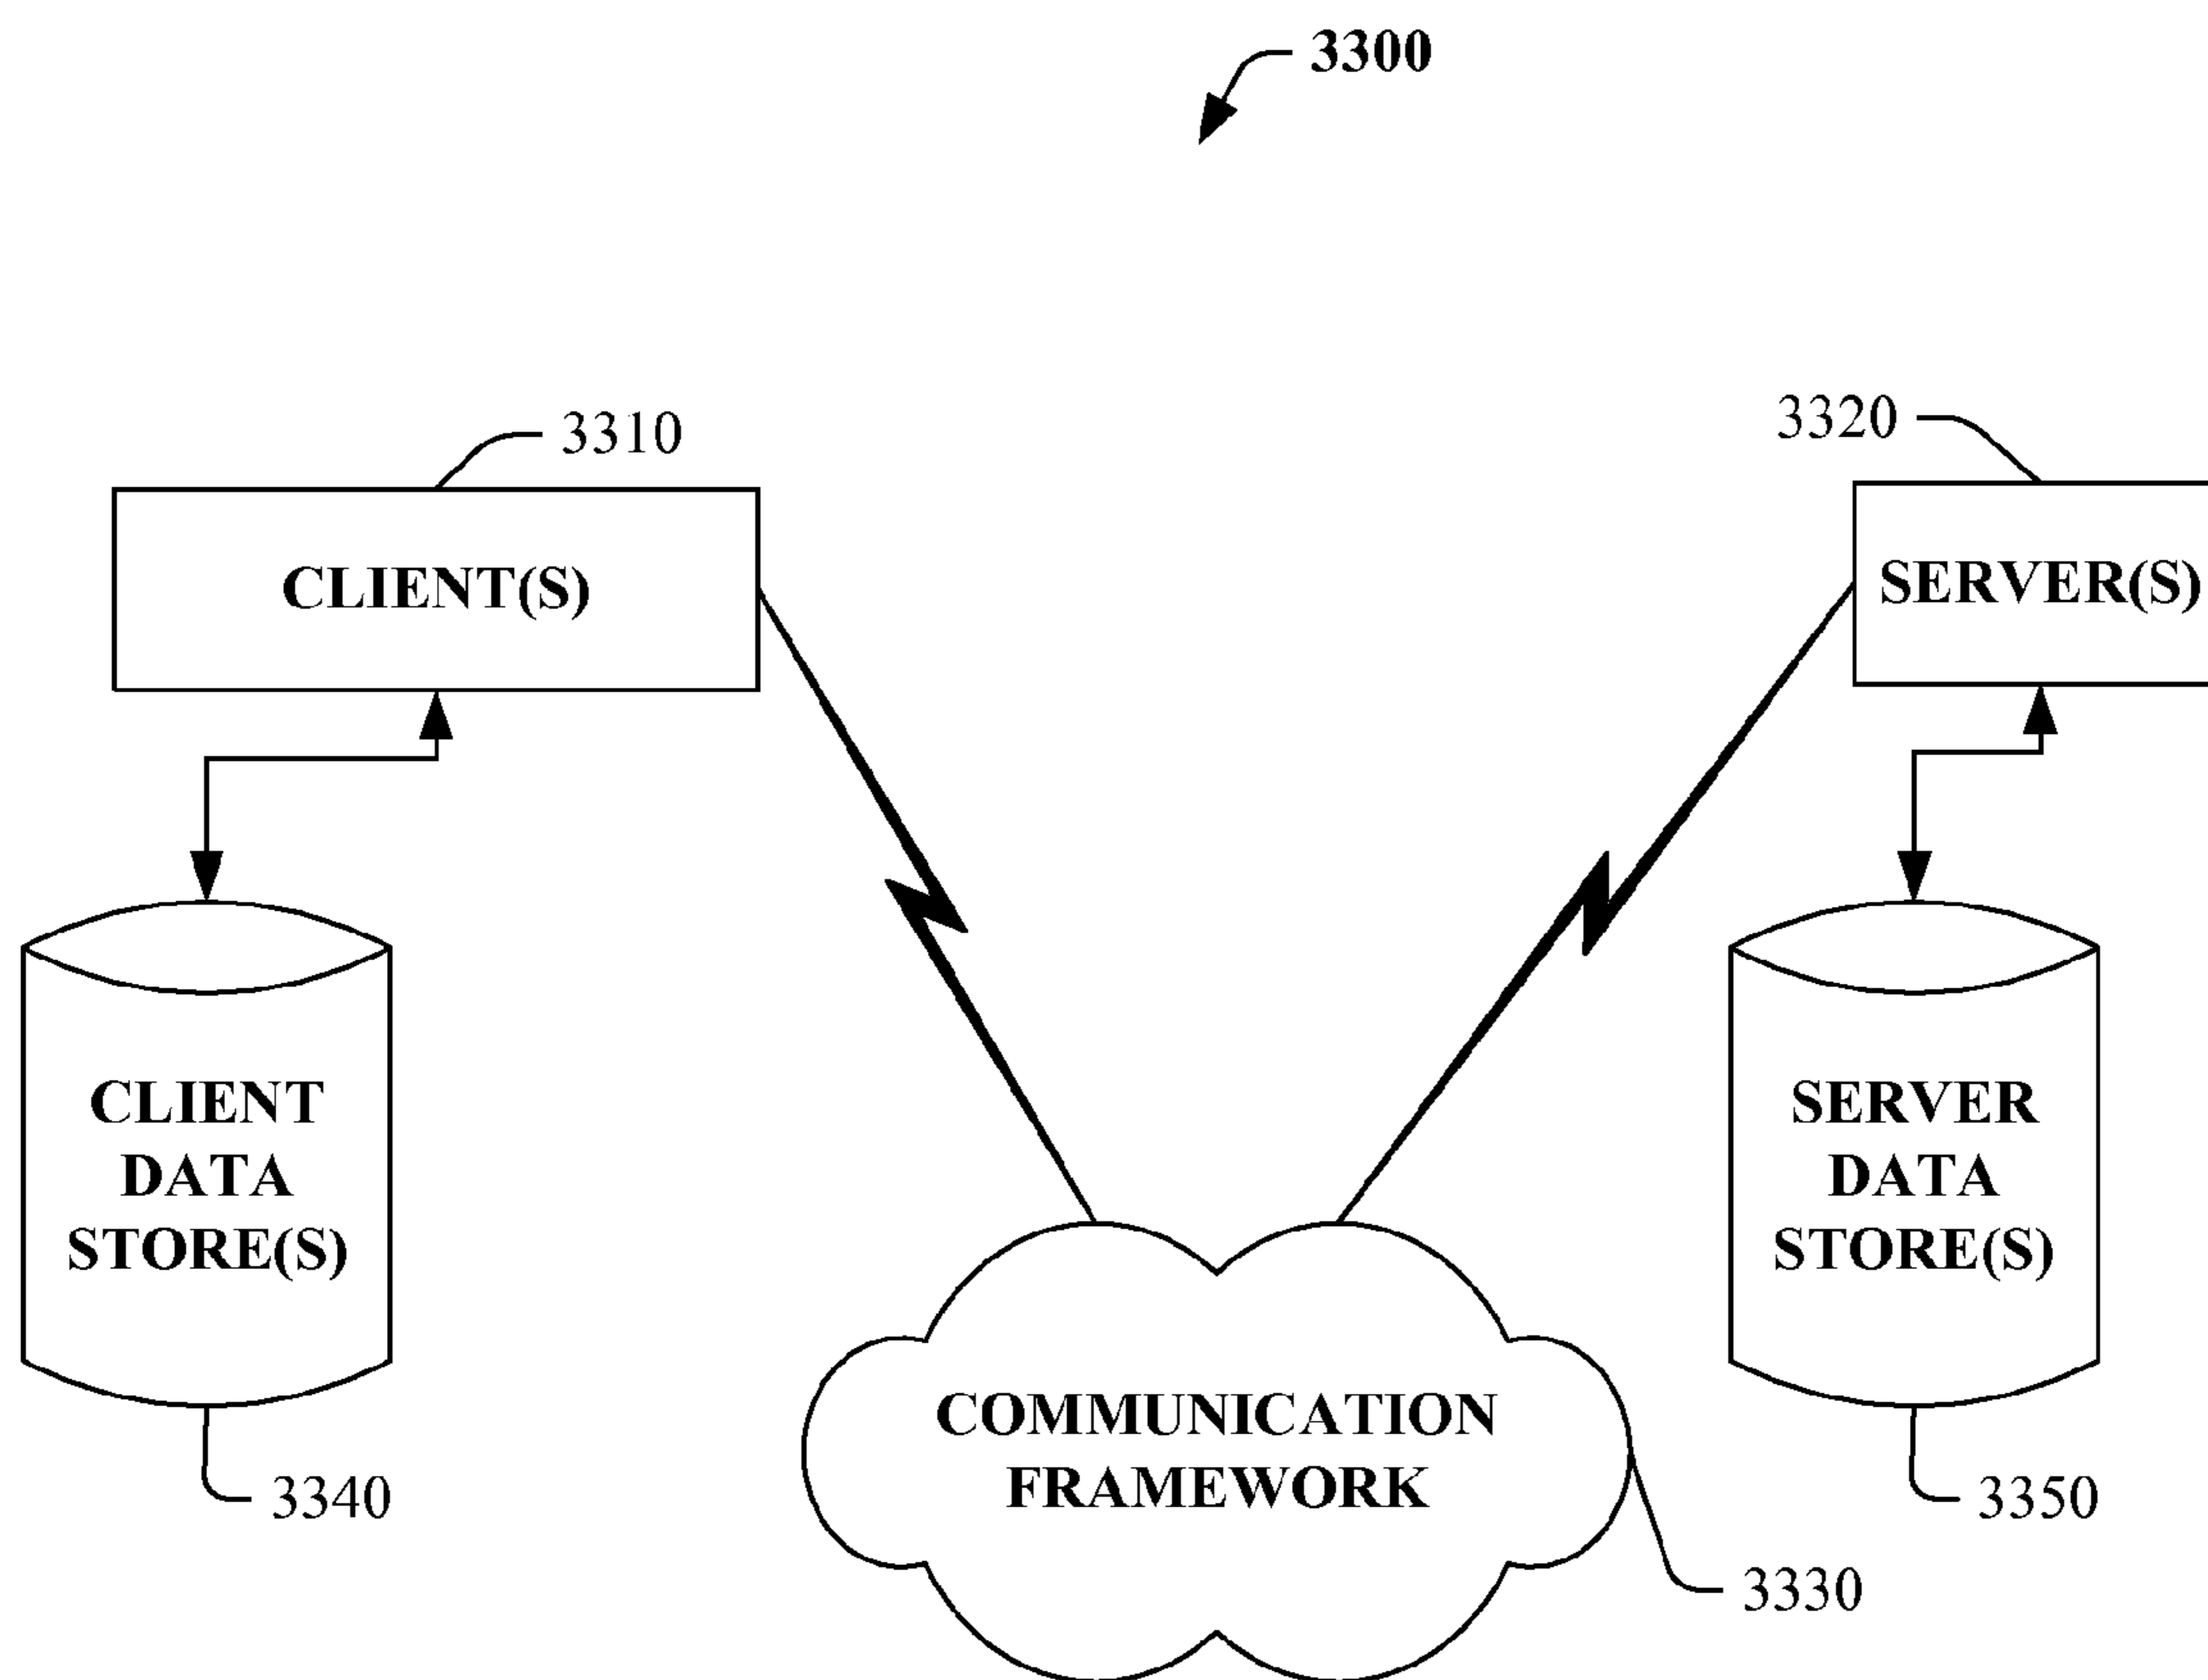 3300
3310
3320
CLIENT(S)
SERVER(S)
CLIENT
DATA
STORE(S)
SERVER
DATA
STORE(S)
COMMUNICATION
FRAMEWORK
3340
3350
3330